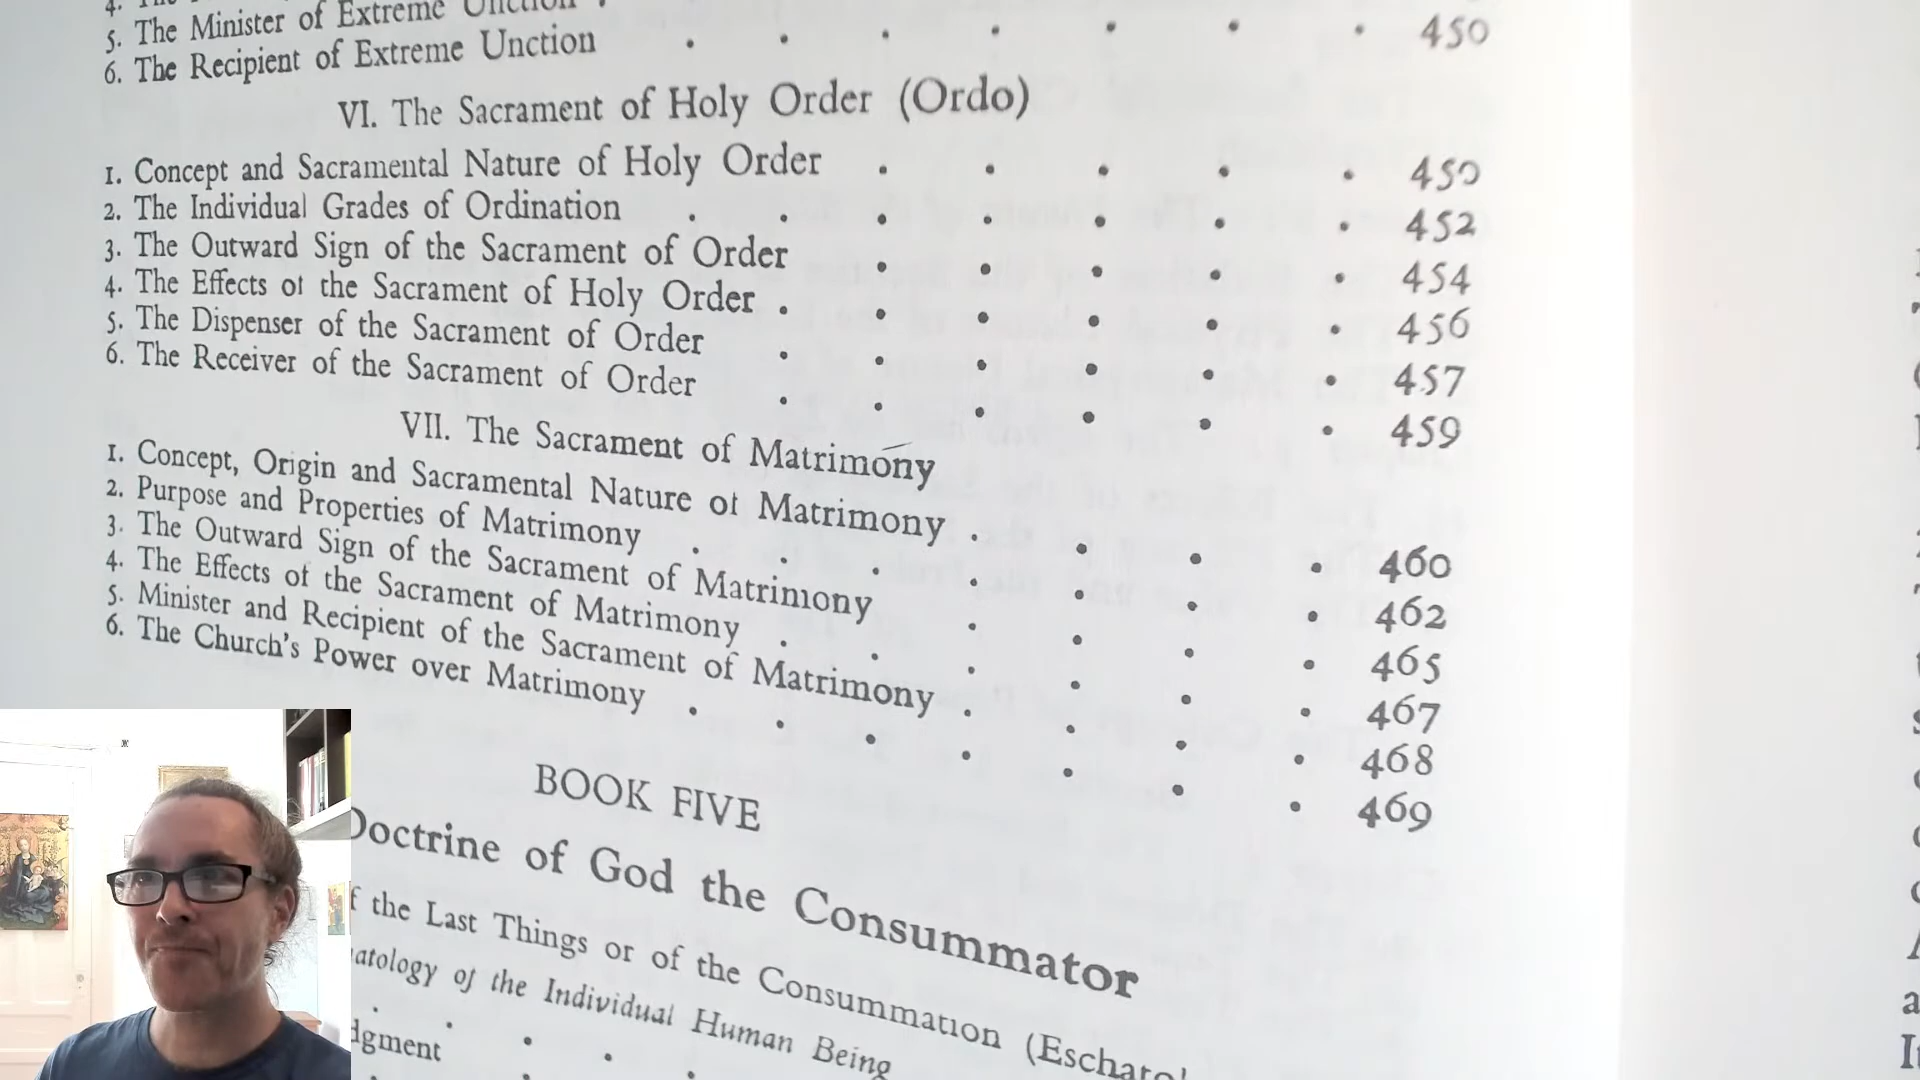 4. The
5. The Minister of Extreme Unction .
6. The Recipient of Extreme Unction . . . . . . . 450
VI. The Sacrament of Holy Order (Ordo)
1. Concept and Sacramental Nature of Holy Order . . . . . 450
2. The Individual Grades of Ordination . . . . . . . 452
3. The Outward Sign of the Sacrament of Order . . . . . 454
4. The Effects of the Sacrament of Holy Order . . . . . . 456
5. The Dispenser of the Sacrament of Order . . . . . . 457
6. The Receiver of the Sacrament of Order . . . . . . 459
VII. The Sacrament of Matrimony
1. Concept, Origin and Sacramental Nature of Matrimony . . . . 460
2. Purpose and Properties of Matrimony . . . . . . . 462
3. The Outward Sign of the Sacrament of Matrimony . . . . 465
4. The Effects of the Sacrament of Matrimony . . . . . . 467
5. Minister and Recipient of the Sacrament of Matrimony . . . . 468
6. The Church's Power over Matrimony . . . . . . . 469
BOOK FIVE
Doctrine of God the Consummator
the Last Things or of the Consummation
of the Individual Human Being